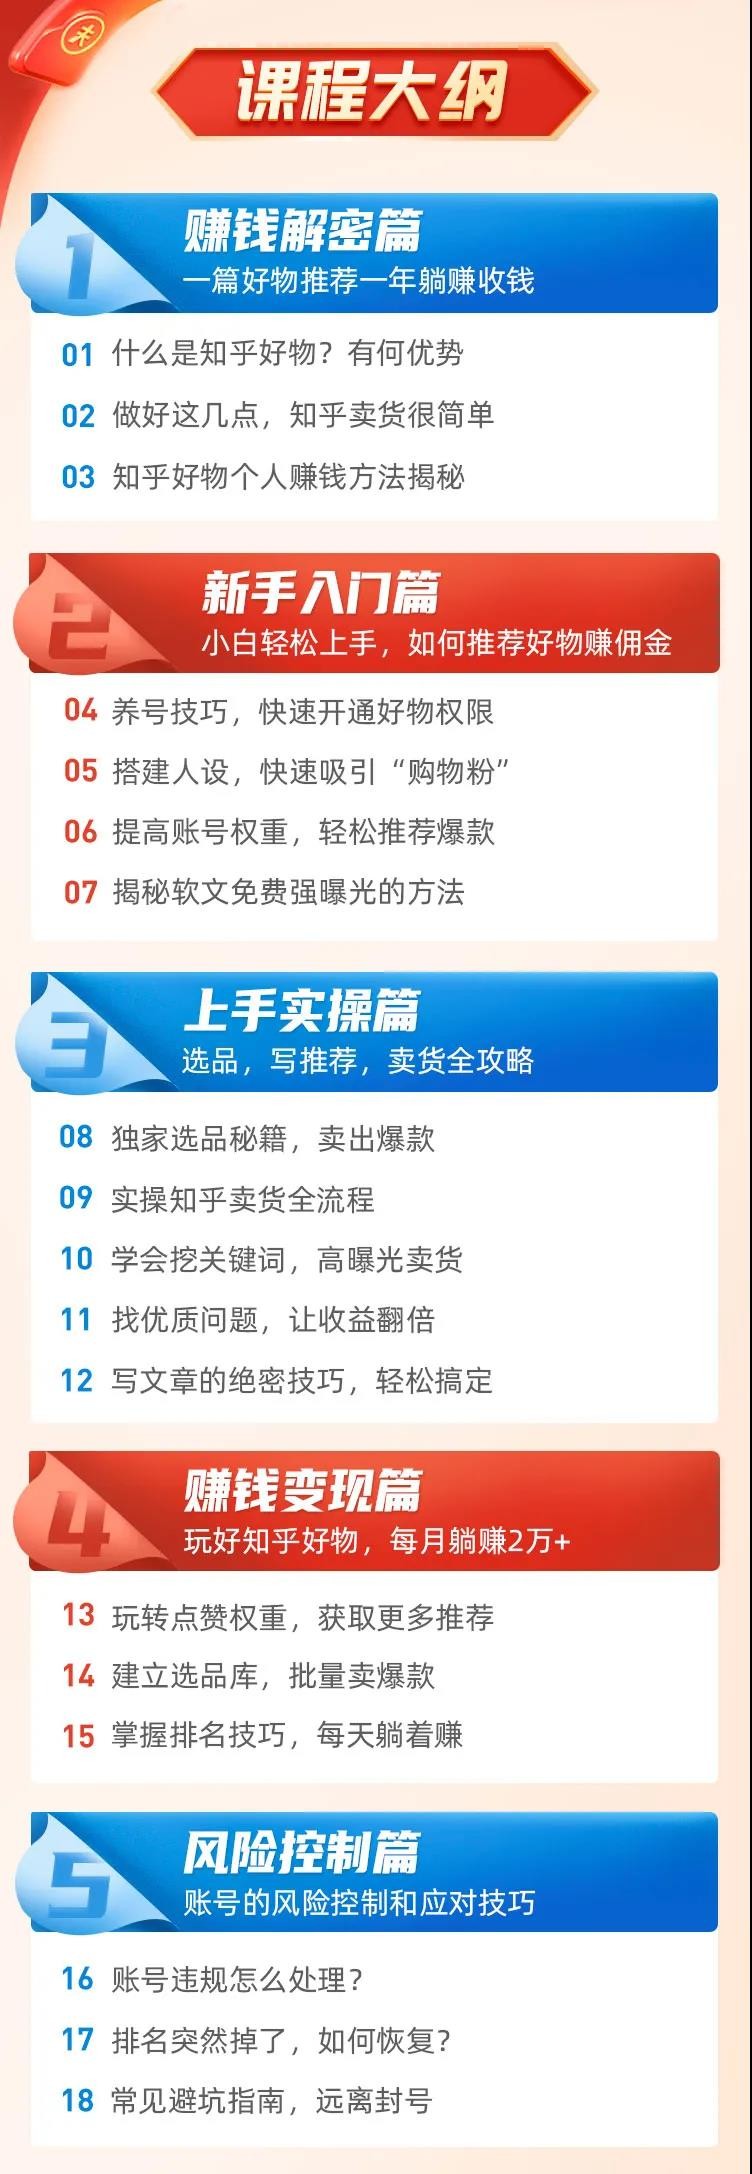 课程大纲
1
赚钱解密篇
一篇好物推荐一年躺赚收钱
01 什么是知乎好物？有何优势
02 做好这几点，知乎卖货很简单
03 知乎好物个人赚钱方法揭秘
2
新手入门篇
小白轻松上手，如何推荐好物赚佣金
04 养号技巧，快速开通好物权限
05 搭建人设，快速吸引“购物粉”
06 提高账号权重，轻松推荐爆款
07 揭秘软文免费强曝光的方法
3
上手实操篇
选品，写推荐，卖货全攻略
08 独家选品秘籍，卖出爆款
09 实操知乎卖货全流程
10 学会挖关键词，高曝光卖货
11 找优质问题，让收益翻倍
12 写文章的绝密技巧，轻松搞定
4
赚钱变现篇
玩好知乎好物，每月躺赚2万+
13 玩转点赞权重，获取更多推荐
14 建立选品库，批量卖爆款
15 掌握排名技巧，每天躺着赚
5
风险控制篇
账号的风险控制和应对技巧
16 账号违规怎么处理？
17 排名突然掉了，如何恢复？
18 常见避坑指南，远离封号